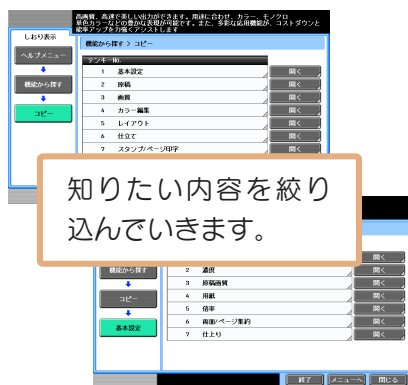 高画質、高速で美しい出力ができます。用途に合わせ、カラー、モノクロ
単色カラーなどの豊かな表現が可能です。また、多彩な応用機能が、コストダウンと
能率アップを力強くアシストします
しおり表示
機能から探す > コピー
ヘルプメニュー
機能から探す
コピー
テンキーNo.
1 基本設定 開く
2 原稿 開く
3 画質 開く
4 カラー編集 開く
5 レイアウト 開く
6 仕立て 開く
7 スタンプ/ページ印字 開く
知りたい内容を絞り
込んでいきます。
機能から探す
コピー
基本設定
開く
2 濃度 開く
3 原稿画質 開く
4 用紙 開く
5 倍率 開く
6 両面/ページ集約 開く
7 仕上り 開く
終了 メニューへ 閉じる